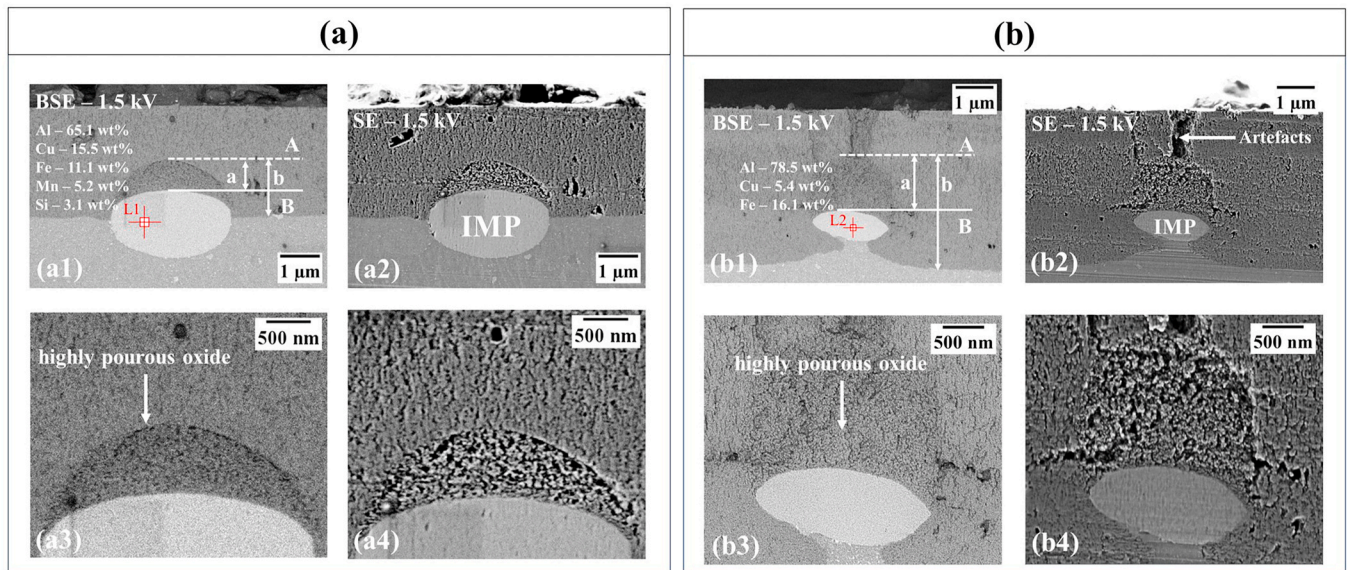 (a)
BSE – 1.5 kV
Al – 65.1 wt%
Cu – 15.5 wt%
Fe – 11.1 wt%
Mn – 5.2 wt%
Si – 3.1 wt%
A
a
b
B
L1
1 μm
(a1)
SE – 1.5 kV
IMP
1 μm
(a2)
500 nm
highly pourous oxide
(a3)
500 nm
(a4)
(b)
1 μm
BSE – 1.5 kV
Al – 78.5 wt%
Cu – 5.4 wt%
Fe – 16.1 wt%
A
a
b
B
L2
(b1)
1 μm
SE – 1.5 kV
Artefacts
IMP
(b2)
500 nm
highly pourous oxide
(b3)
500 nm
(b4)